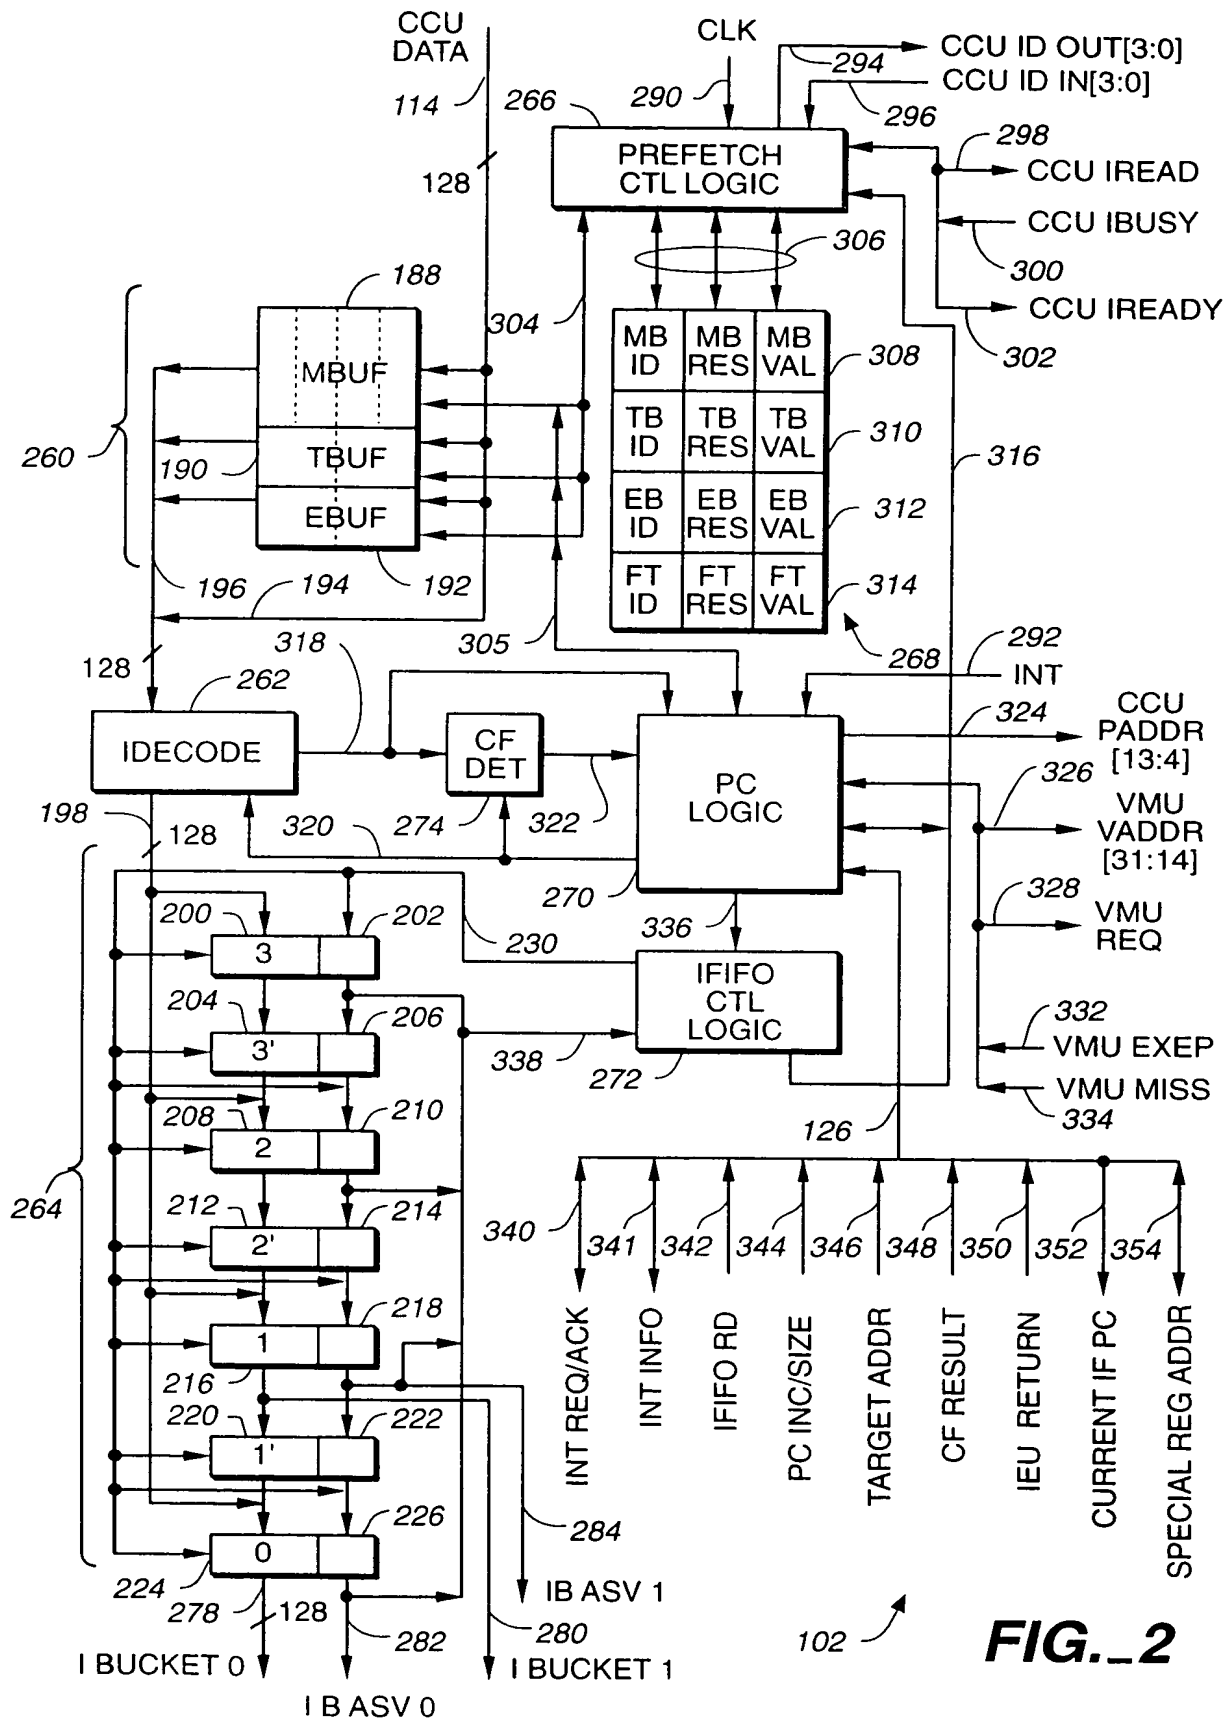 CCU
DATA
CLK
CCU ID OUT[3:0]
294
CCU ID IN[3:0]
114
266
290
296
298
PREFETCH
CTL LOGIC
128
CCU IREAD
CCU IBUSY
306
300
188
260
304
CCU IREADY
302
MB
ID
MB
RES
MB
VAL
308
MBUF
TB
ID
TB
RES
TB
VAL
310
316
190
TBUF
EB
ID
EB
RES
EB
VAL
312
EBUF
FT
ID
FT
RES
FT
VAL
314
196
194
192
305
318
268
292
INT
128
262
IDECODE
CF
DET
PC
LOGIC
324
CCU
PADDR
[13:4]
326
VMU
VADDR
[31:14]
198
128
320
274
322
270
328
VMU
REQ
200
202
230
336
3
IFIFO
CTL
LOGIC
204
206
332
VMU EXEP
3'
338
272
VMU MISS
334
208
210
126
2
264
212
214
340
341
342
344
346
348
350
352
354
2'
218
1
216
INT REQ/ACK
INT INFO
IFIFO RD
PC INC/SIZE
TARGET ADDR
CF RESULT
IEU RETURN
CURRENT IF PC
SPECIAL REG ADDR
220
222
1'
226
284
0
224
278
128
282
IB ASV 1
280
102
FIG._2
I BUCKET 0
I BUCKET 1
I B ASV 0